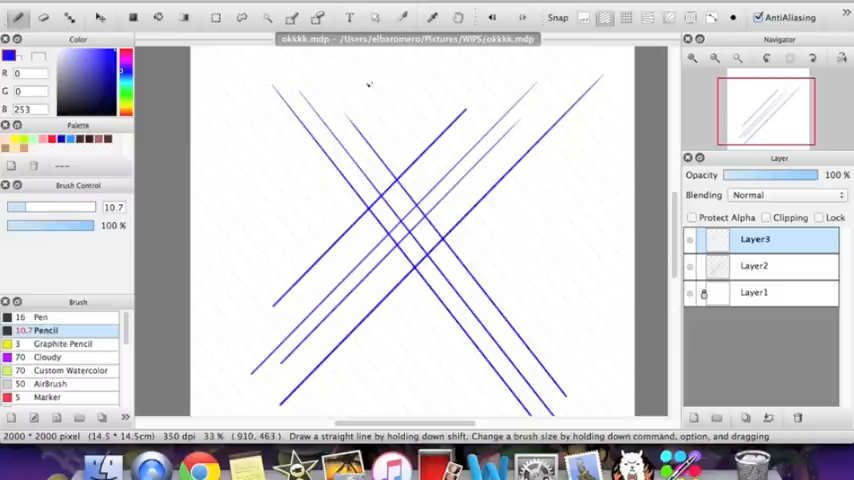 Snap
AntiAliasing
okkkk.mdp - /Users/elbaromero/Pictures/WIPS/okkkk.mdp
Color
R 0
G 0
B 253
Palette
---
Brush Control
10.7
100 %
Brush
16 Pen
10.7 Pencil
3 Graphite Pencil
70 Cloudy
70 Custom Watercolor
50 AirBrush
5 Marker
Navigator
Layer
Opacity 100 %
Blending Normal
Protect Alpha Clipping Lock
Layer3
Layer2
Layer1
2000 * 2000 pixel (14.5 * 14.5cm) 350 dpi 33 % (910, 463) Draw a straight line by holding down shift. Change a brush size by holding down command, option, and dragging